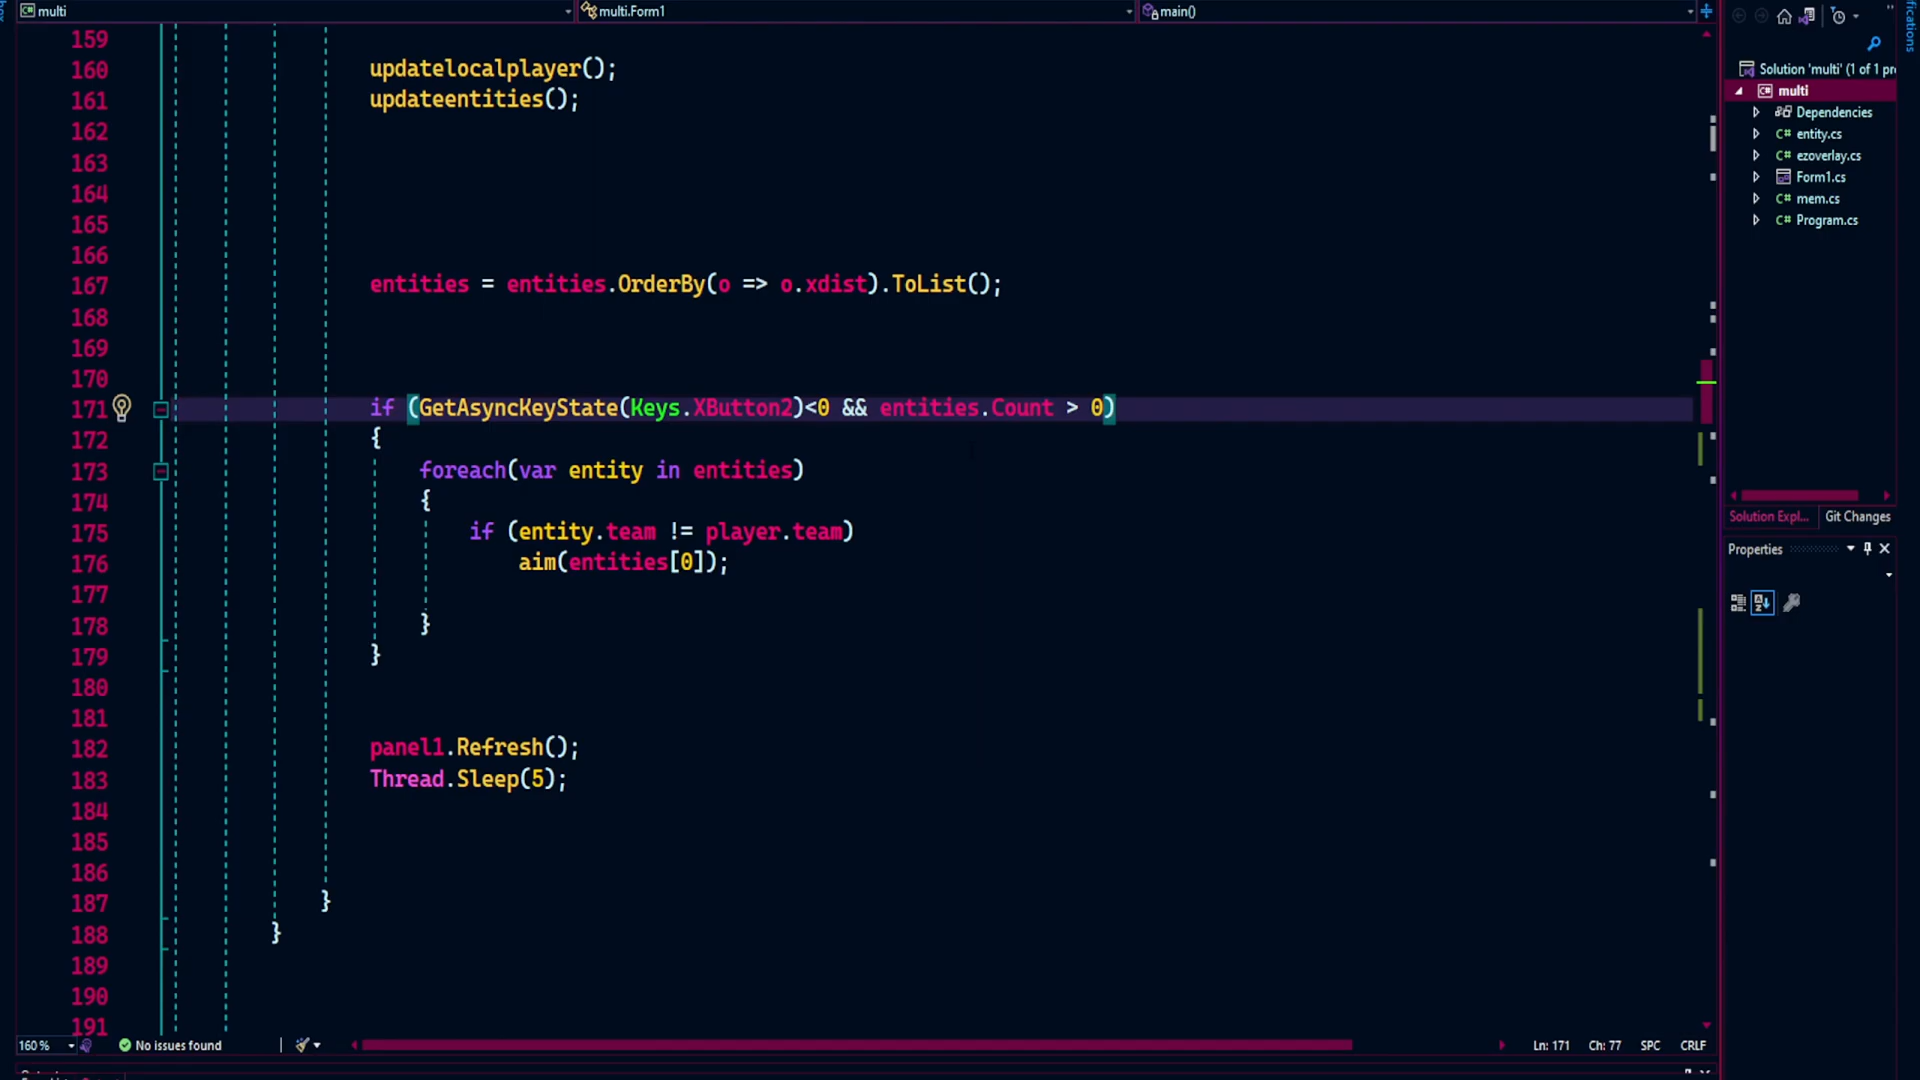 multi
multi.Form1
main()
159
160 updatelocalplayer();
161 updateentities();
162
163
164
165
166
167 entities = entities.OrderBy(o => o.xdist).ToList();
168
169
170
171 if (GetAsyncKeyState(Keys.XButton2)<0 && entities.Count > 0)
172 {
173 foreach(var entity in entities)
174 {
175 if (entity.team != player.team)
176 aim(entities[0]);
177
178 }
179 }
180
181
182 panel1.Refresh();
183 Thread.Sleep(5);
184
185
186
187 }
188 }
189
190
191
160 %
No issues found
Ln: 171
Ch: 77
SPC
CRLF
Solution 'multi' (1 of 1 pr
multi
Dependencies
C# entity.cs
C# ezoverlay.cs
Form1.cs
C# mem.cs
C# Program.cs
Solution Expl...
Git Changes
Properties
fications